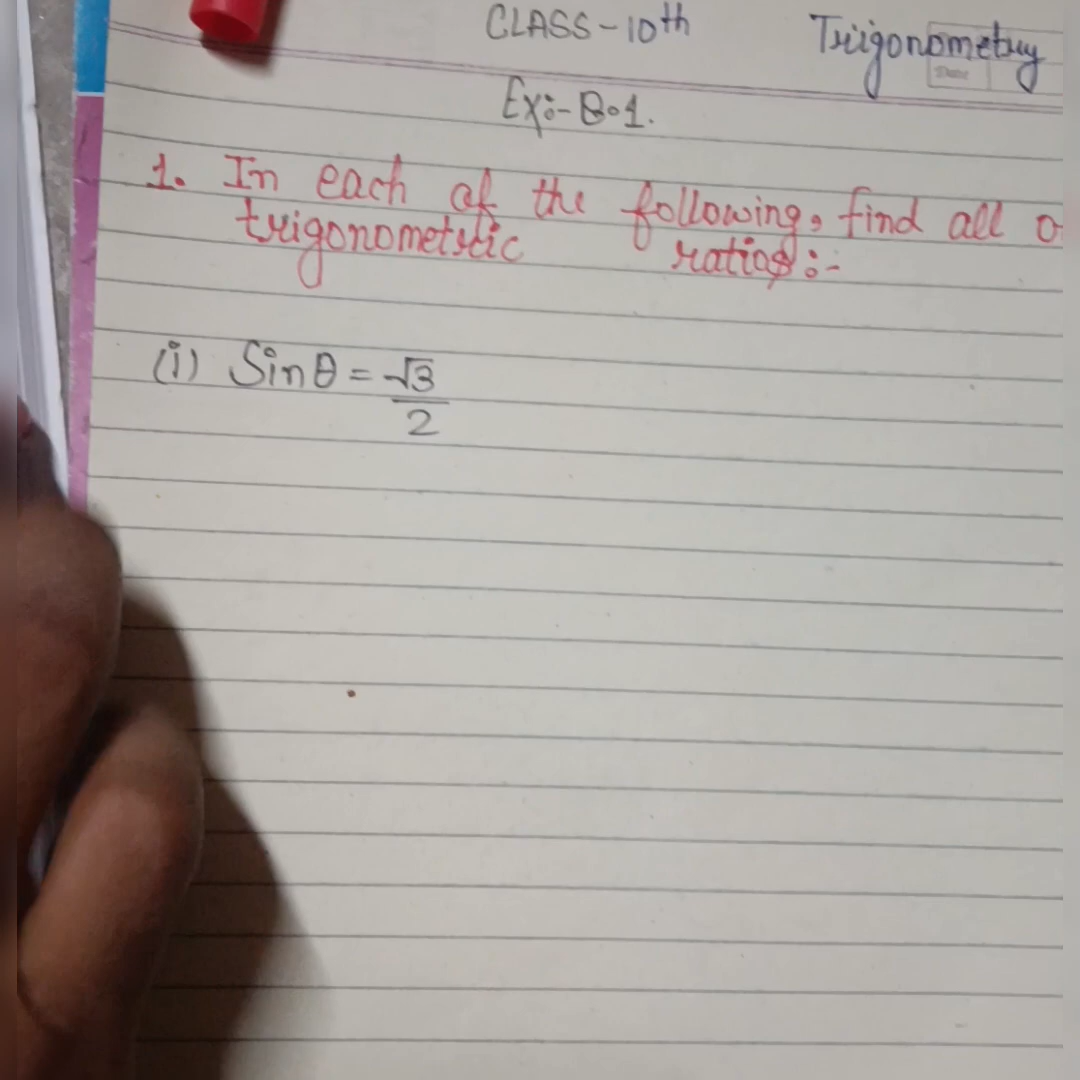 CLASS - 10th Trigonometry
Date
Ex:- 8.1.
1. In each of the following, find all
trigonometric ratios:-
(i) Sin θ = √3/2